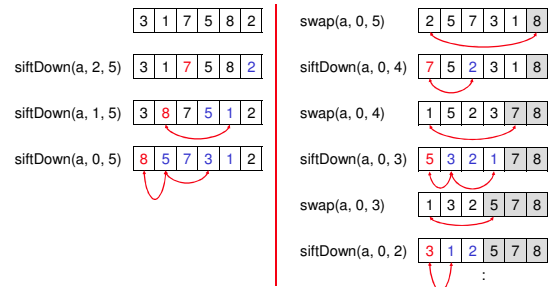 3 1 7 5 8 2
siftDown(a, 2, 5) 3 1 7 5 8 2
siftDown(a, 1, 5) 3 8 7 5 1 2
siftDown(a, 0, 5) 8 5 7 3 1 2
swap(a, 0, 5) 2 5 7 3 1 8
siftDown(a, 0, 4) 7 5 2 3 1 8
swap(a, 0, 4) 1 5 2 3 7 8
siftDown(a, 0, 3) 5 3 2 1 7 8
swap(a, 0, 3) 1 3 2 5 7 8
siftDown(a, 0, 2) 3 1 2 5 7 8
: